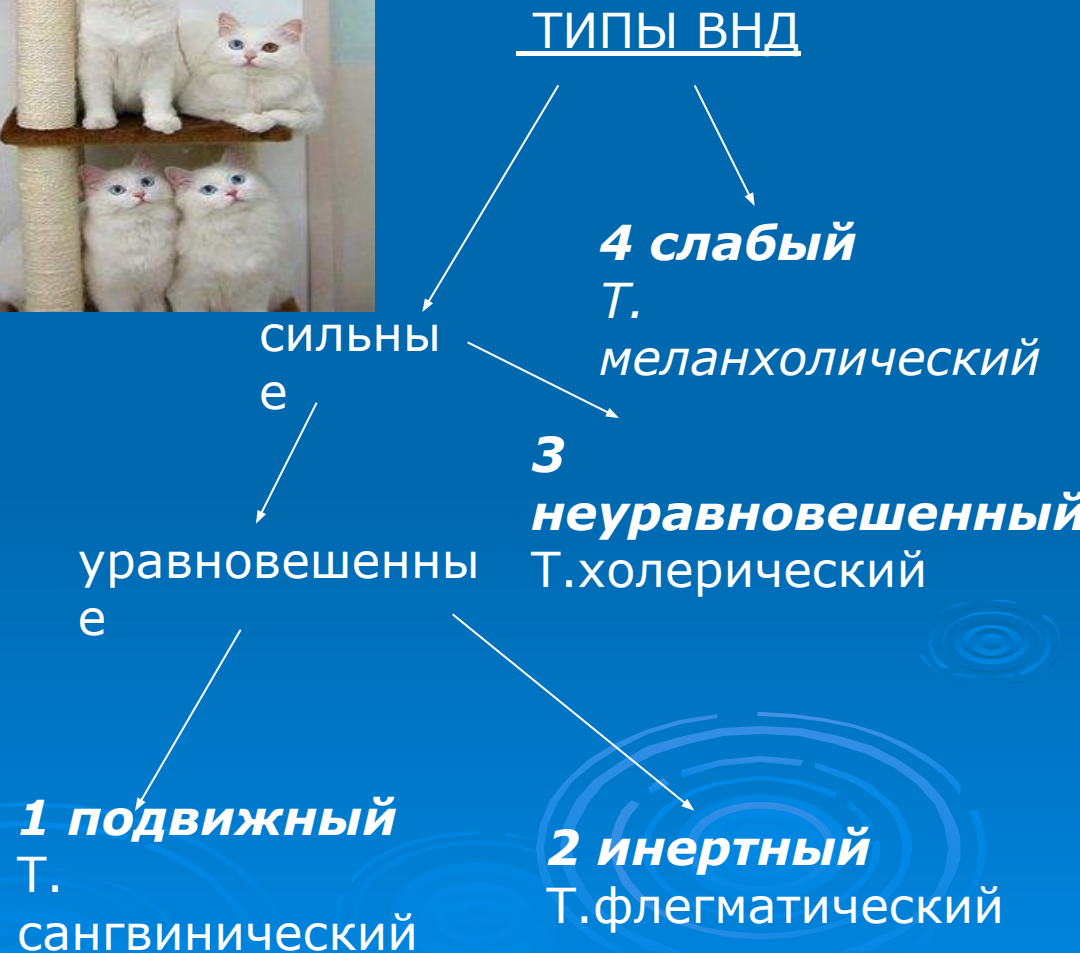 ТИПЫ ВНД
4 слабый
Т.
меланхолический
сильны
е
3
неуравновешенный
Т.холерический
уравновешенны
е
1 подвижный
Т.
сангвинический
2 инертный
Т.флегматический